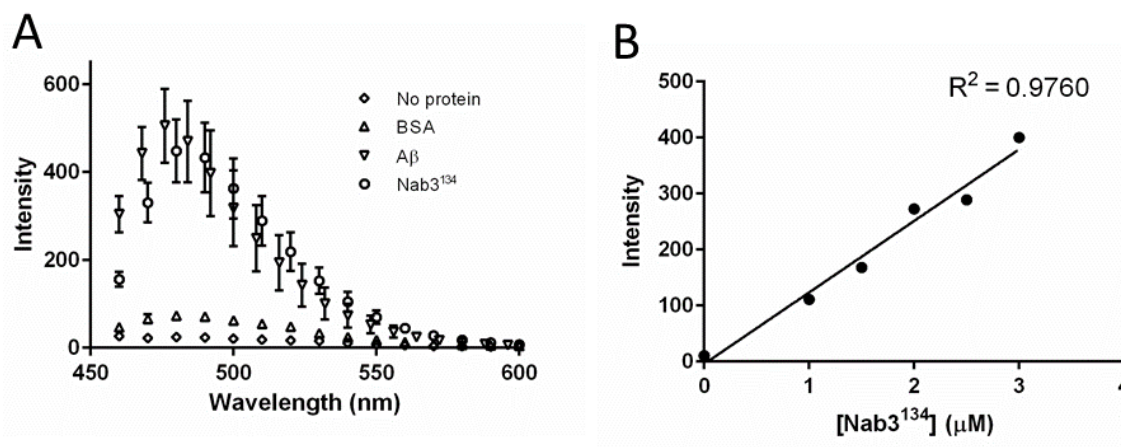 A
600
400
200
0
Intensity
450
500
550
600
Wavelength (nm)
No protein
BSA
Aβ
Nab3¹³⁴
B
500
400
300
200
100
0
Intensity
R² = 0.9760
0
1
2
3
4
[Nab3¹³⁴] (μM)